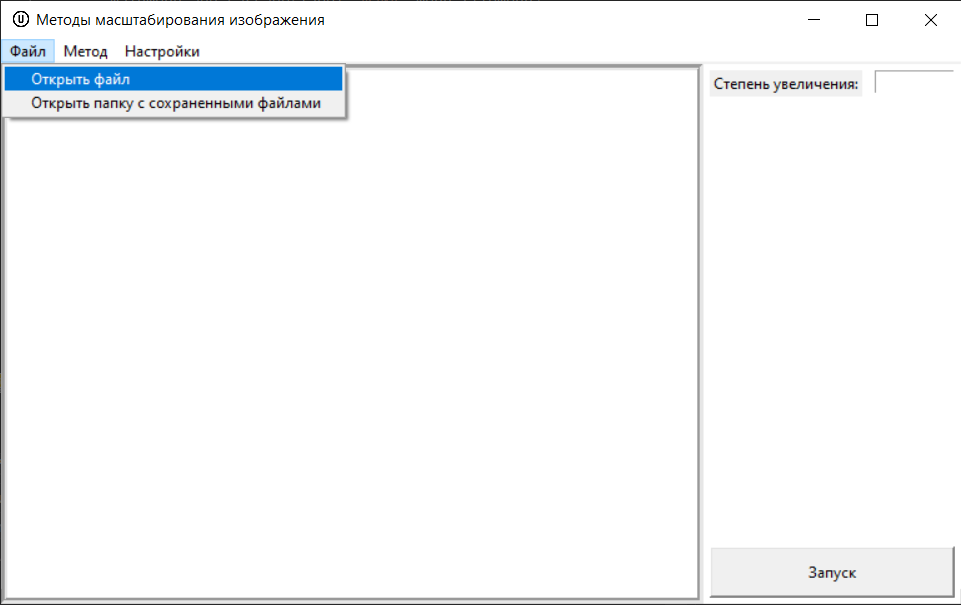 Методы масштабирования изображения
Файл Метод Настройки
Открыть файл
Открыть папку с сохраненными файлами
Степень увеличения:
Запуск